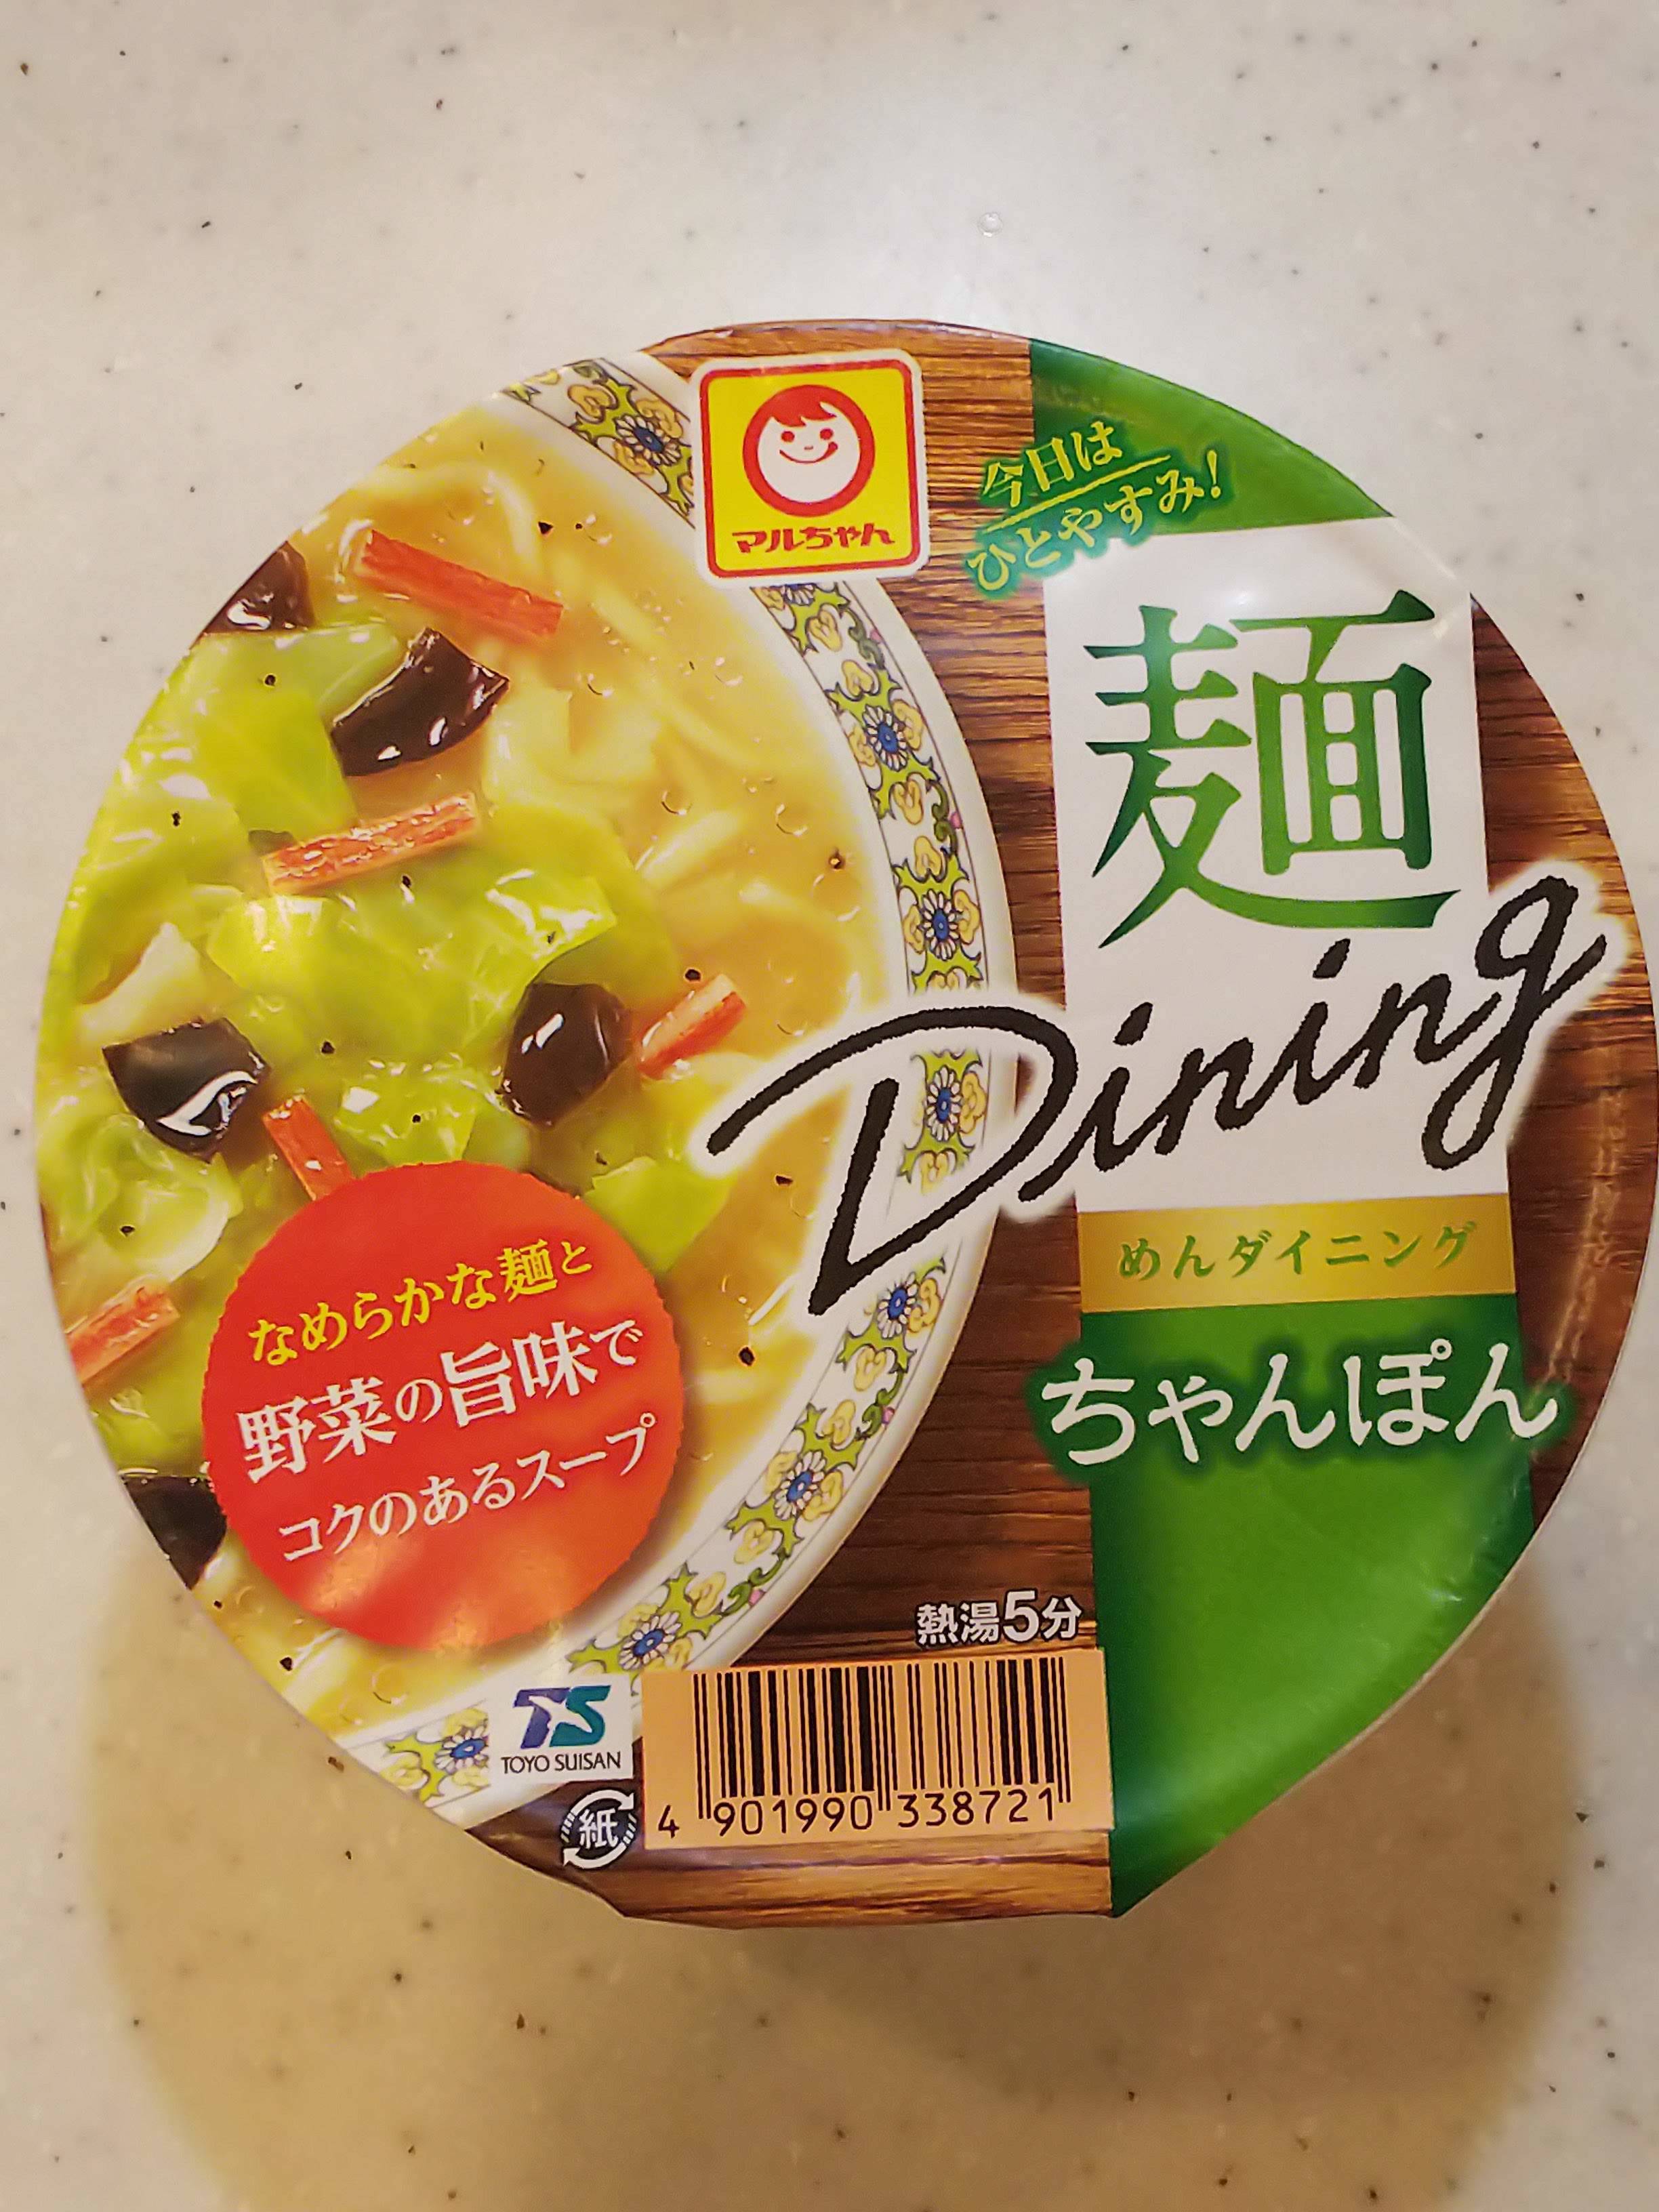 マルちゃん
今日は
ひとやすみ!
麺
Dining
めんダイニング
ちゃんぽん
なめらかな麺と
野菜の旨味で
コクのあるスープ
熱湯5分
TS
TOYO SUISAN
紙
4 901990 338721